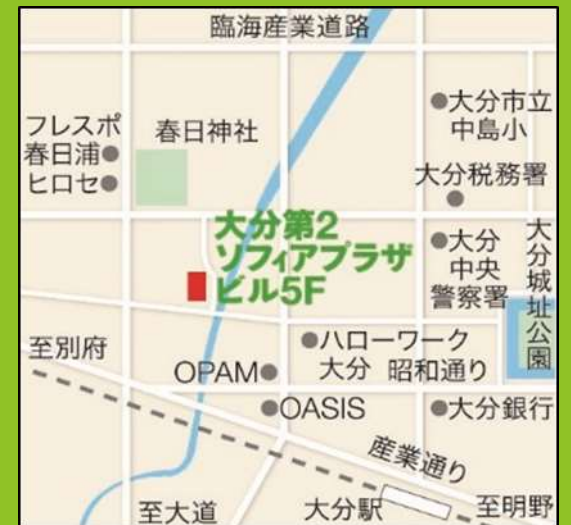 臨海産業道路
フレスポ
春日浦
ヒロセ
春日神社
大分市立
中島小
大分税務署
大分第2
ソフィアプラザ
ビル5F
大分
中央
警察署
大分城址公園
至別府
ハローワーク
大分
昭和通り
OPAM
OASIS
大分銀行
産業通り
至大道
大分駅
至明野